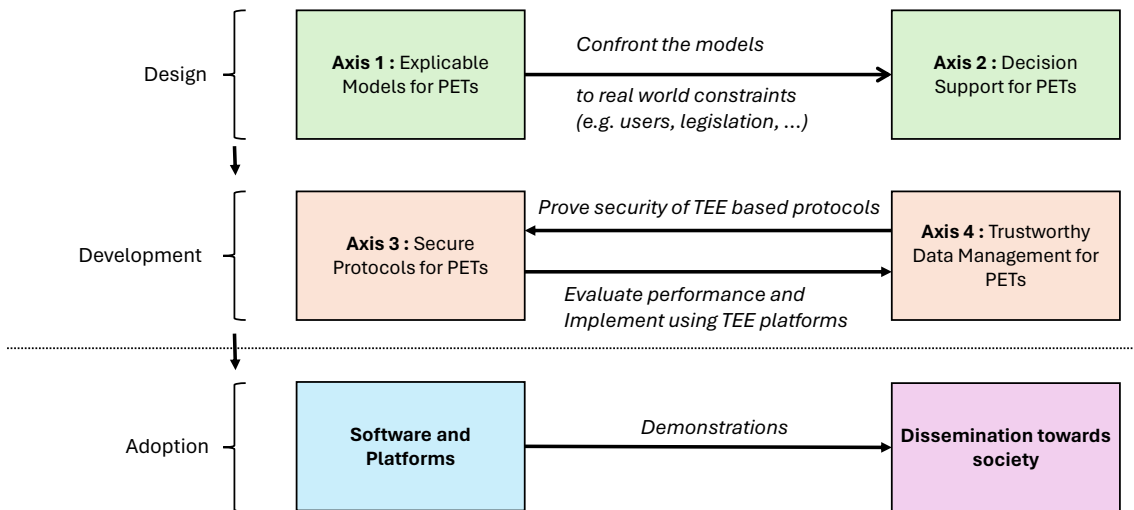 Design
Axis 1 : Explicable
Models for PETs
Confront the models
to real world constraints
(e.g. users, legislation, ...)
Axis 2 : Decision
Support for PETs
Development
Axis 3 : Secure
Protocols for PETs
Prove security of TEE based protocols
Evaluate performance and
Implement using TEE platforms
Axis 4 : Trustworthy
Data Management for
PETs
Adoption
Software and
Platforms
Demonstrations
Dissemination towards
society